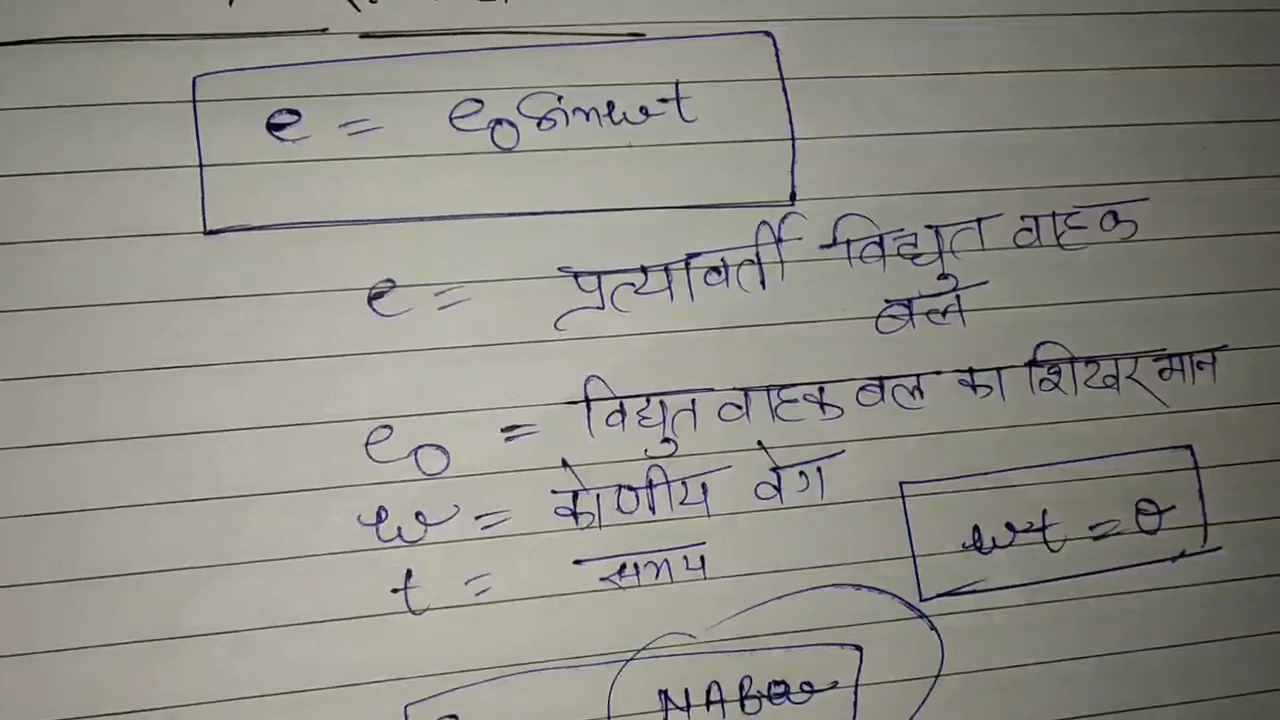 e = e₀ sinωt
e = प्रत्यावर्ती विद्युत वाहक
बल
e₀ = विद्युत वाहक बल का शिखर मान
ω = कोणीय वेग
ωt = θ
t = समय
NABω